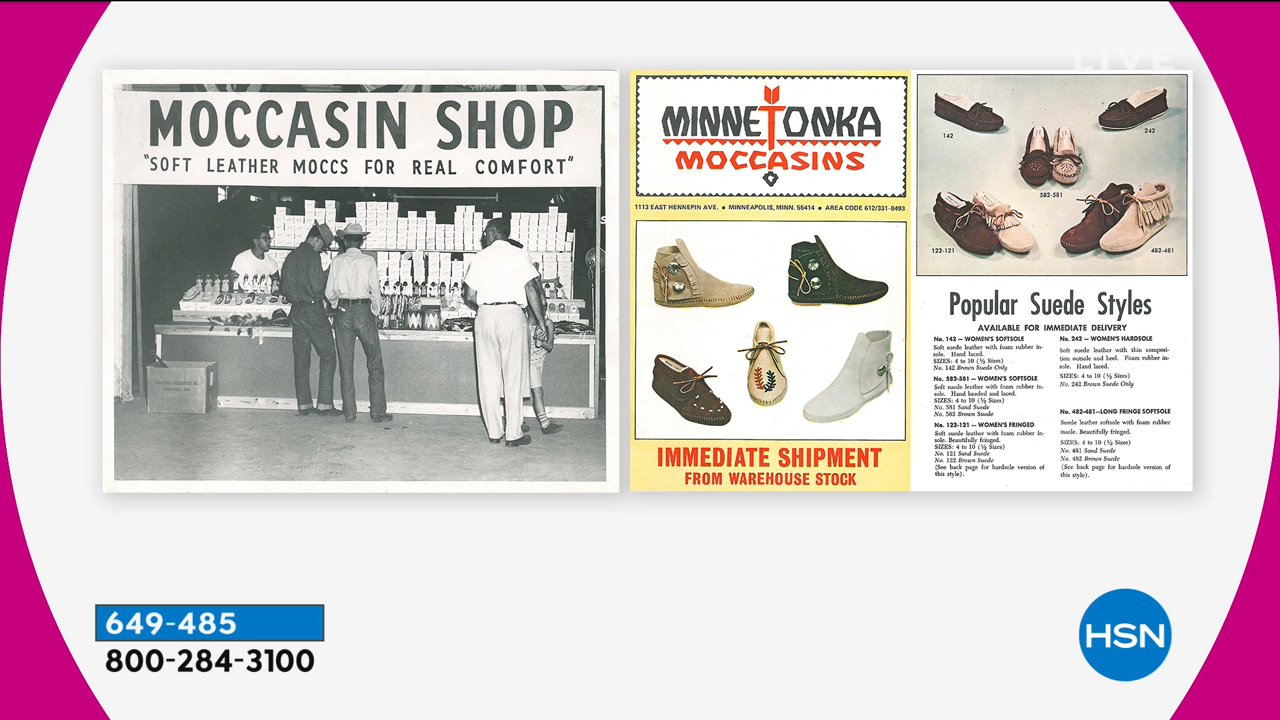 LIVE
MOCCASIN SHOP
"SOFT LEATHER MOCCS FOR REAL COMFORT"
MINNETONKA
MOCCASINS
1113 EAST HENNEPIN AVE. • MINNEAPOLIS, MINN. 55414 • AREA CODE 612/331-8493
IMMEDIATE SHIPMENT
FROM WAREHOUSE STOCK
142
242
582-581
122-121
482-481
Popular Suede Styles
AVAILABLE FOR IMMEDIATE DELIVERY
No. 142 — WOMEN'S SOFTSOLE
Soft suede leather with foam rubber in-
sole. Hand laced.
SIZES: 4 to 10 (½ Sizes)
No. 142 Brown Suede Only
No. 582-581 — WOMEN'S SOFTSOLE
Soft suede leather with foam rubber in-
sole. Hand beaded and laced.
SIZES: 4 to 10 (½ Sizes)
No. 581 Sand Suede
No. 582 Brown Suede
No. 122-121 — WOMEN'S FRINGED
Soft suede leather with foam rubber in-
sole. Beautifully fringed.
SIZES: 4 to 10 (½ Sizes)
No. 121 Sand Suede
No. 122 Brown Suede
(See back page for hardsole version of
this style).
No. 242 — WOMEN'S HARDSOLE
Soft suede leather with thin composi-
tion outsole and heel. Foam rubber in-
sole. Hand laced.
SIZES: 4 to 10 (½ Sizes)
No. 242 Brown Suede Only
No. 482-481—LONG FRINGE SOFTSOLE
Suede leather softsole with foam rubber
insole. Beautifully fringed.
SIZES: 4 to 10 (½ Sizes)
No. 481 Sand Suede
No. 482 Brown Suede
(See back page for hardsole version of
this style).
649-485
800-284-3100
HSN